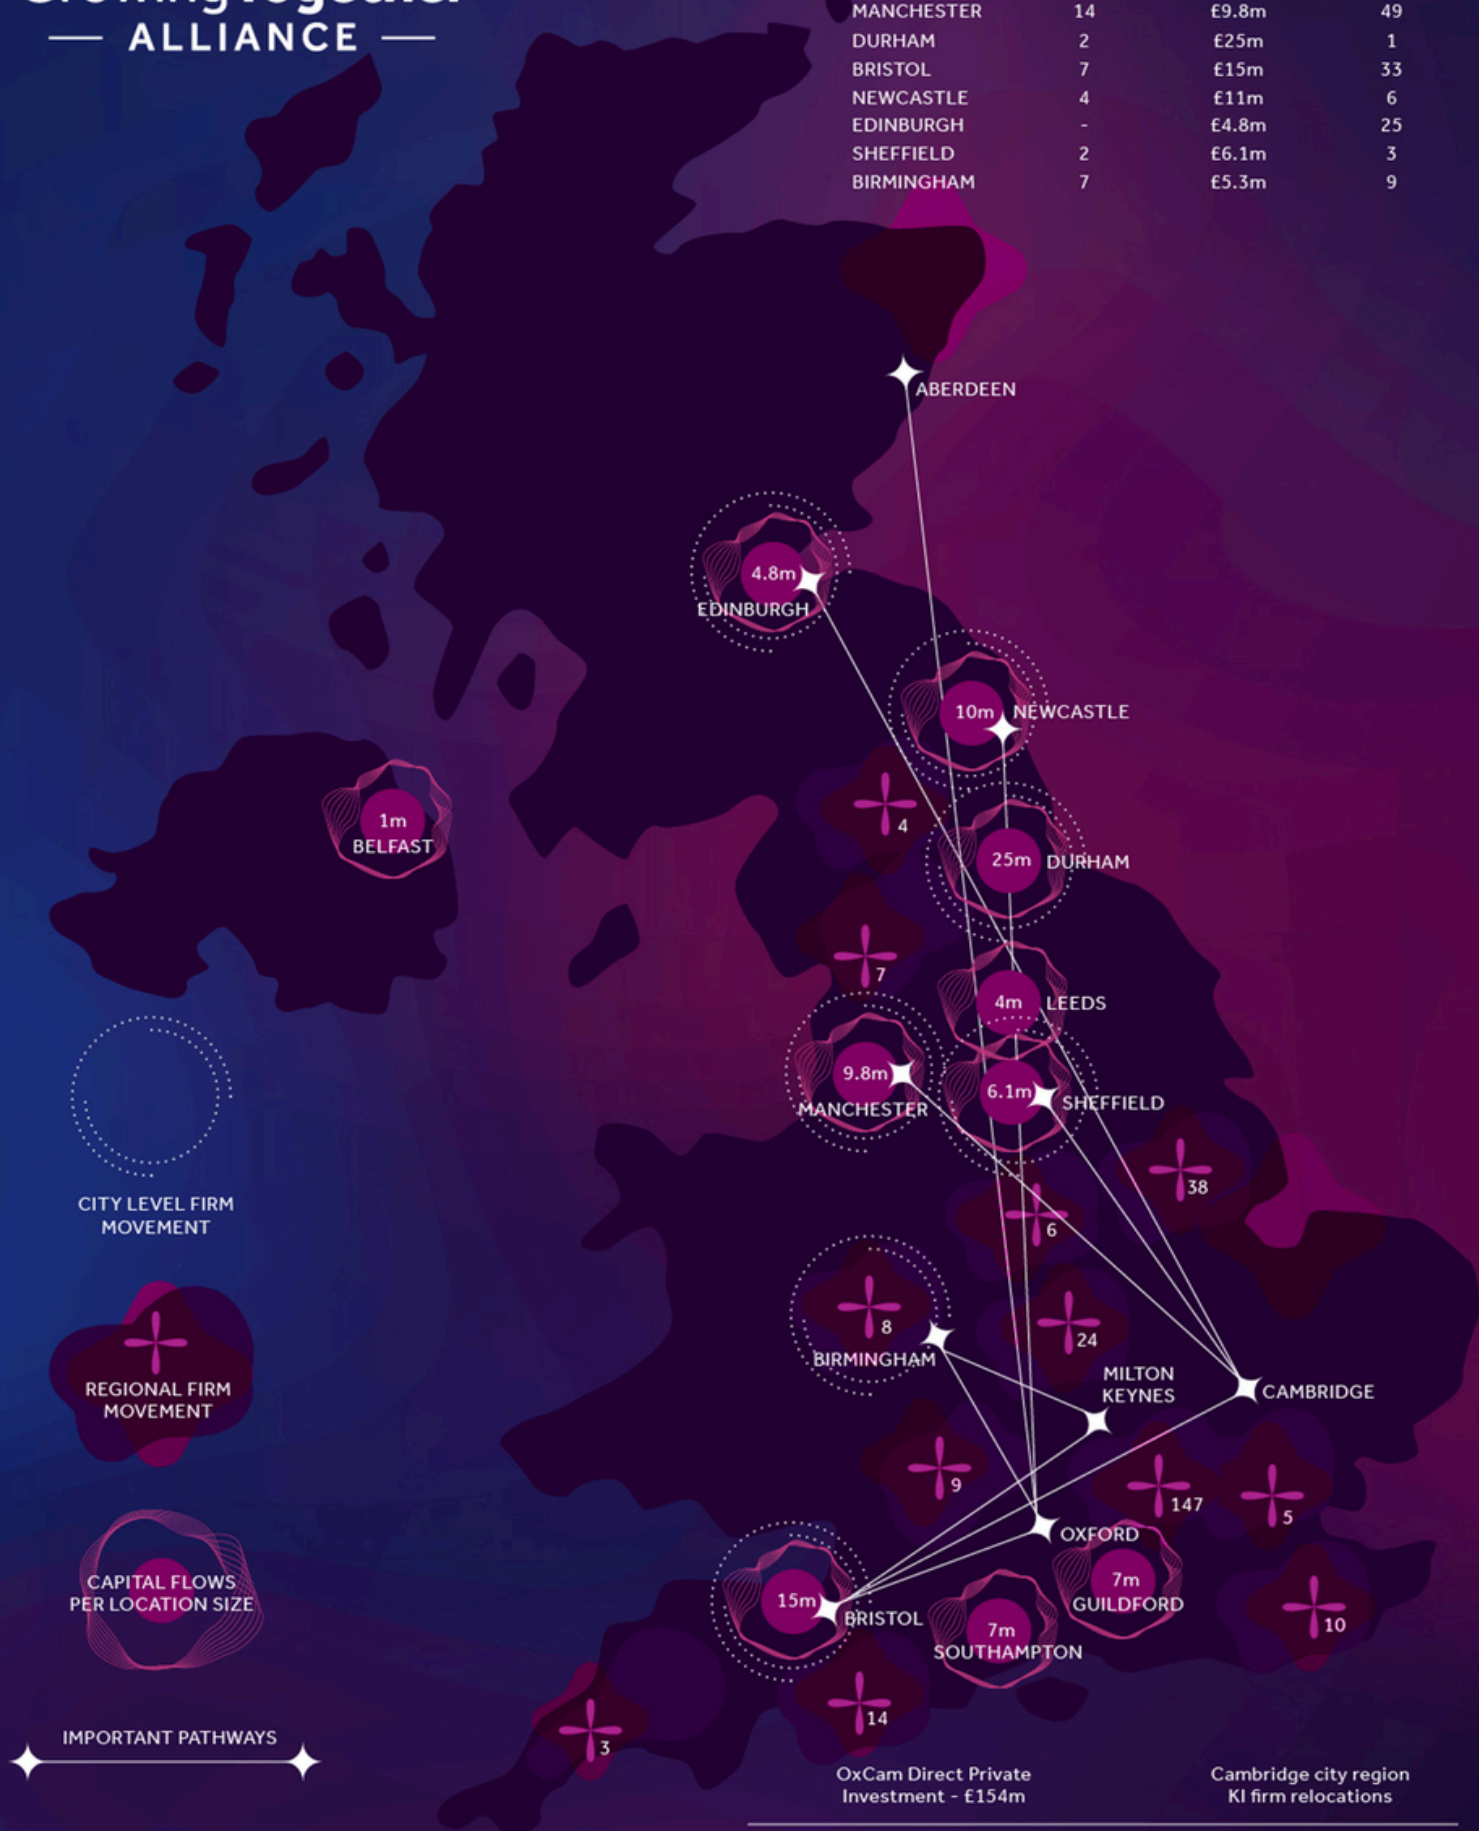 Growing Together
ALLIANCE
MANCHESTER 14 £9.8m 49
DURHAM 2 £25m 1
BRISTOL 7 £15m 33
NEWCASTLE 4 £11m 6
EDINBURGH - £4.8m 25
SHEFFIELD 2 £6.1m 3
BIRMINGHAM 7 £5.3m 9
ABERDEEN
4.8m
EDINBURGH
10m
NEWCASTLE
4
1m
BELFAST
25m
DURHAM
7
4m
LEEDS
9.8m
MANCHESTER
6.1m
SHEFFIELD
38
6
CITY LEVEL FIRM
MOVEMENT
8
BIRMINGHAM
24
MILTON
KEYNES
CAMBRIDGE
REGIONAL FIRM
MOVEMENT
9
147
5
OXFORD
CAPITAL FLOWS
PER LOCATION SIZE
15m
BRISTOL
7m
GUILDFORD
7m
SOUTHAMPTON
10
14
3
IMPORTANT PATHWAYS
OxCam Direct Private
Investment - £154m
Cambridge city region
KI firm relocations